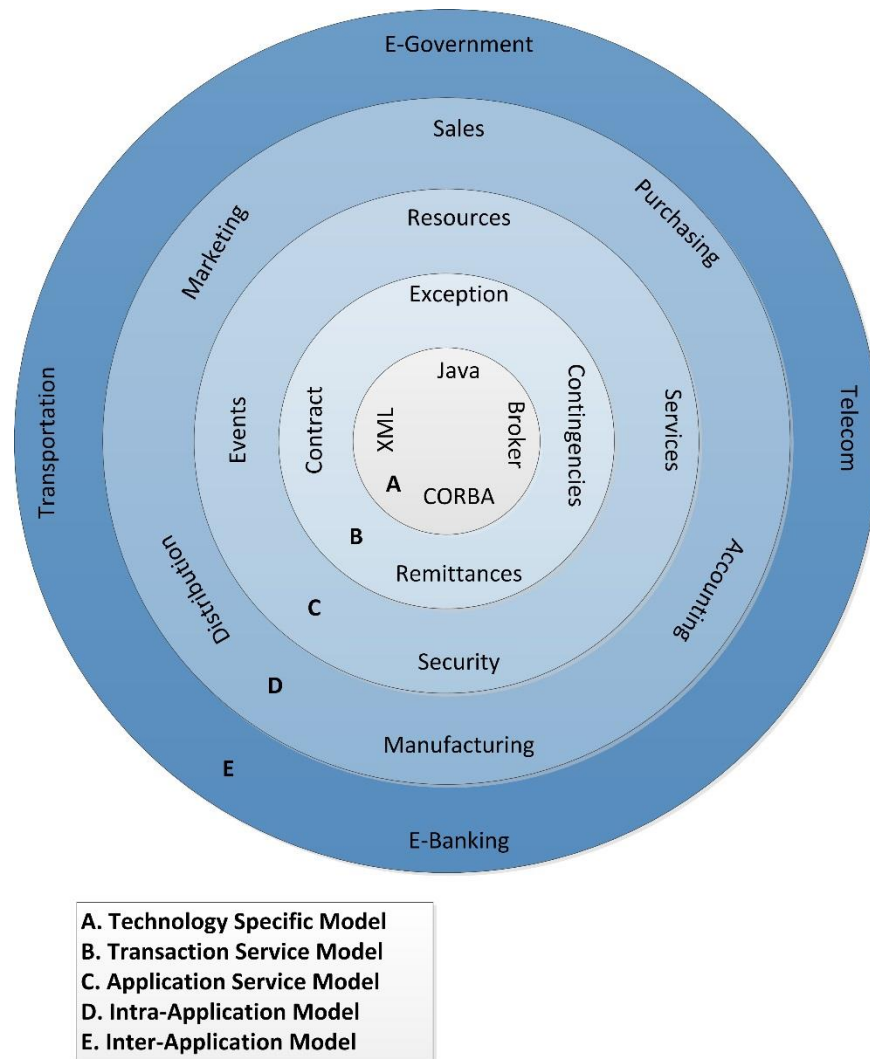 E-Government
Sales
Purchasing
Marketing
Resources
Exception
Java
Transportation
Events
Contract
XML
Broker
Contingencies
Services
Telecom
A
CORBA
B
Remittances
C
Distribution
Accounting
Security
D
Manufacturing
E
E-Banking
A. Technology Specific Model
B. Transaction Service Model
C. Application Service Model
D. Intra-Application Model
E. Inter-Application Model